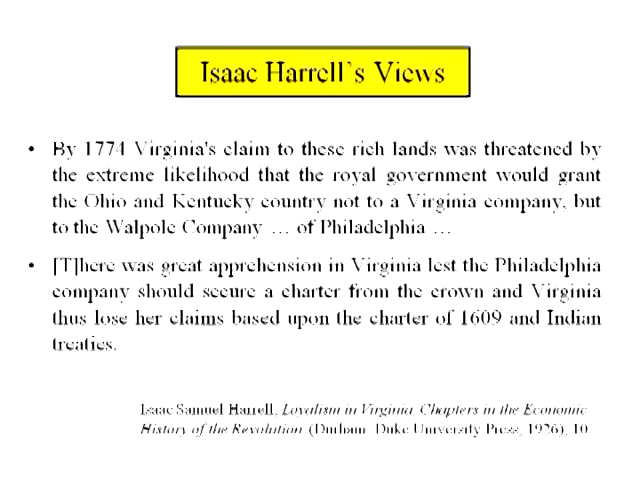 Isaac Harrell's Views
• By 1774 Virginia's claim to these rich lands was threatened by
the extreme likelihood that the royal government would grant
the Ohio and Kentucky country not to a Virginia company, but
to the Walpole Company … of Philadelphia …
• [T]here was great apprehension in Virginia lest the Philadelphia
company should secure a charter from the crown and Virginia
thus lose her claims based upon the charter of 1609 and Indian
treaties.
Isaac Samuel Harrell, Loyalism in Virginia: Chapters in the Economic
History of the Revolution (Durham: Duke University Press, 1926), 10